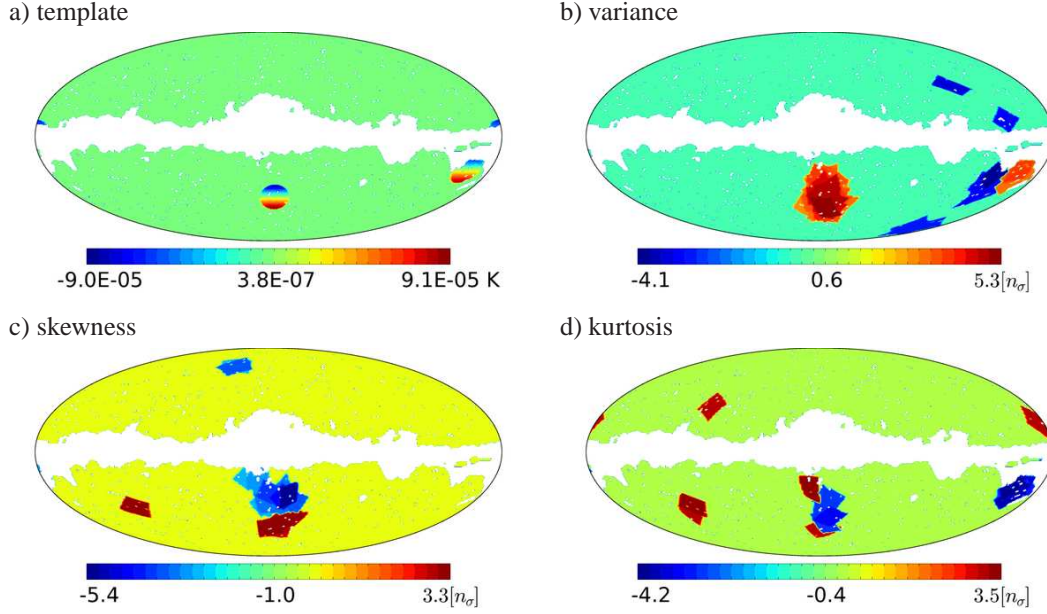 a) template
b) variance
-9.0E-05 3.8E-07 9.1E-05 K
-4.1 0.6 5.3[nσ]
c) skewness
d) kurtosis
-5.4 -1.0 3.3[nσ]
-4.2 -0.4 3.5[nσ]